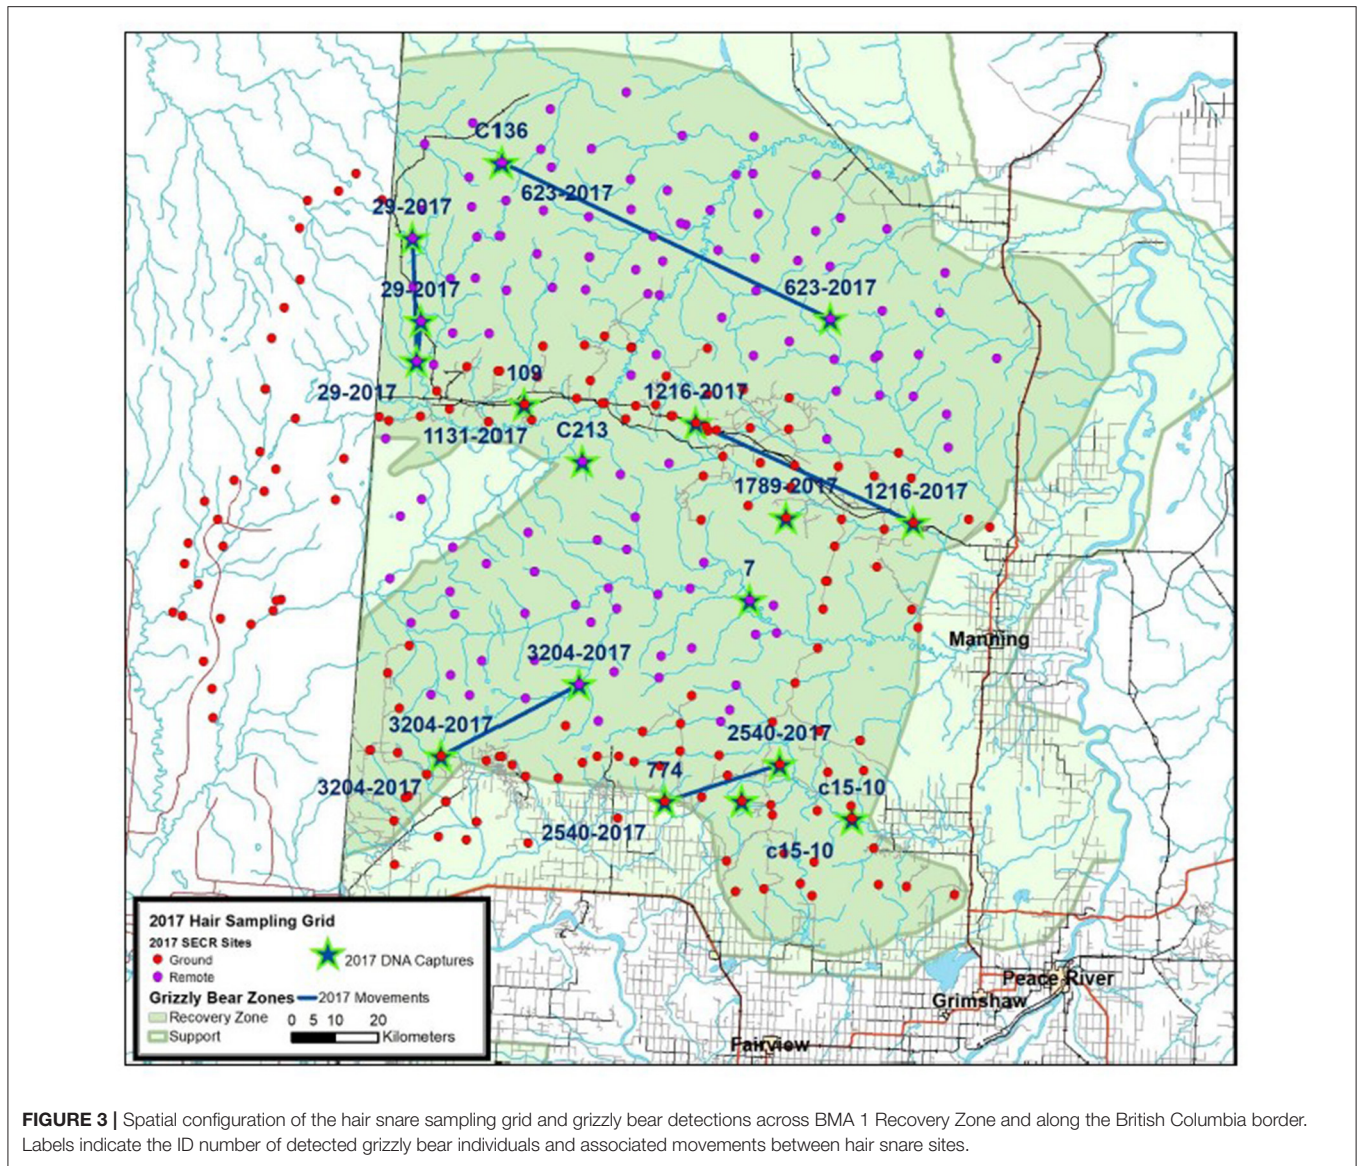 C136
623-2017
29-2017
29-2017
623-2017
109
29-2017
1216-2017
1131-2017
C213
1789-2017
1216-2017
7
Manning
3204-2017
3204-2017
2540-2017
774
3204-2017
c15-10
2540-2017
c15-10
2017 Hair Sampling Grid
2017 SECR Sites
Ground
Remote
2017 DNA Captures
Grizzly Bear Zones
2017 Movements
Recovery Zone
Support
0 5 10 20
Kilometers
Peace River
Grimshaw
Fairview
FIGURE 3 | Spatial configuration of the hair snare sampling grid and grizzly bear detections across BMA 1 Recovery Zone and along the British Columbia border.
Labels indicate the ID number of detected grizzly bear individuals and associated movements between hair snare sites.